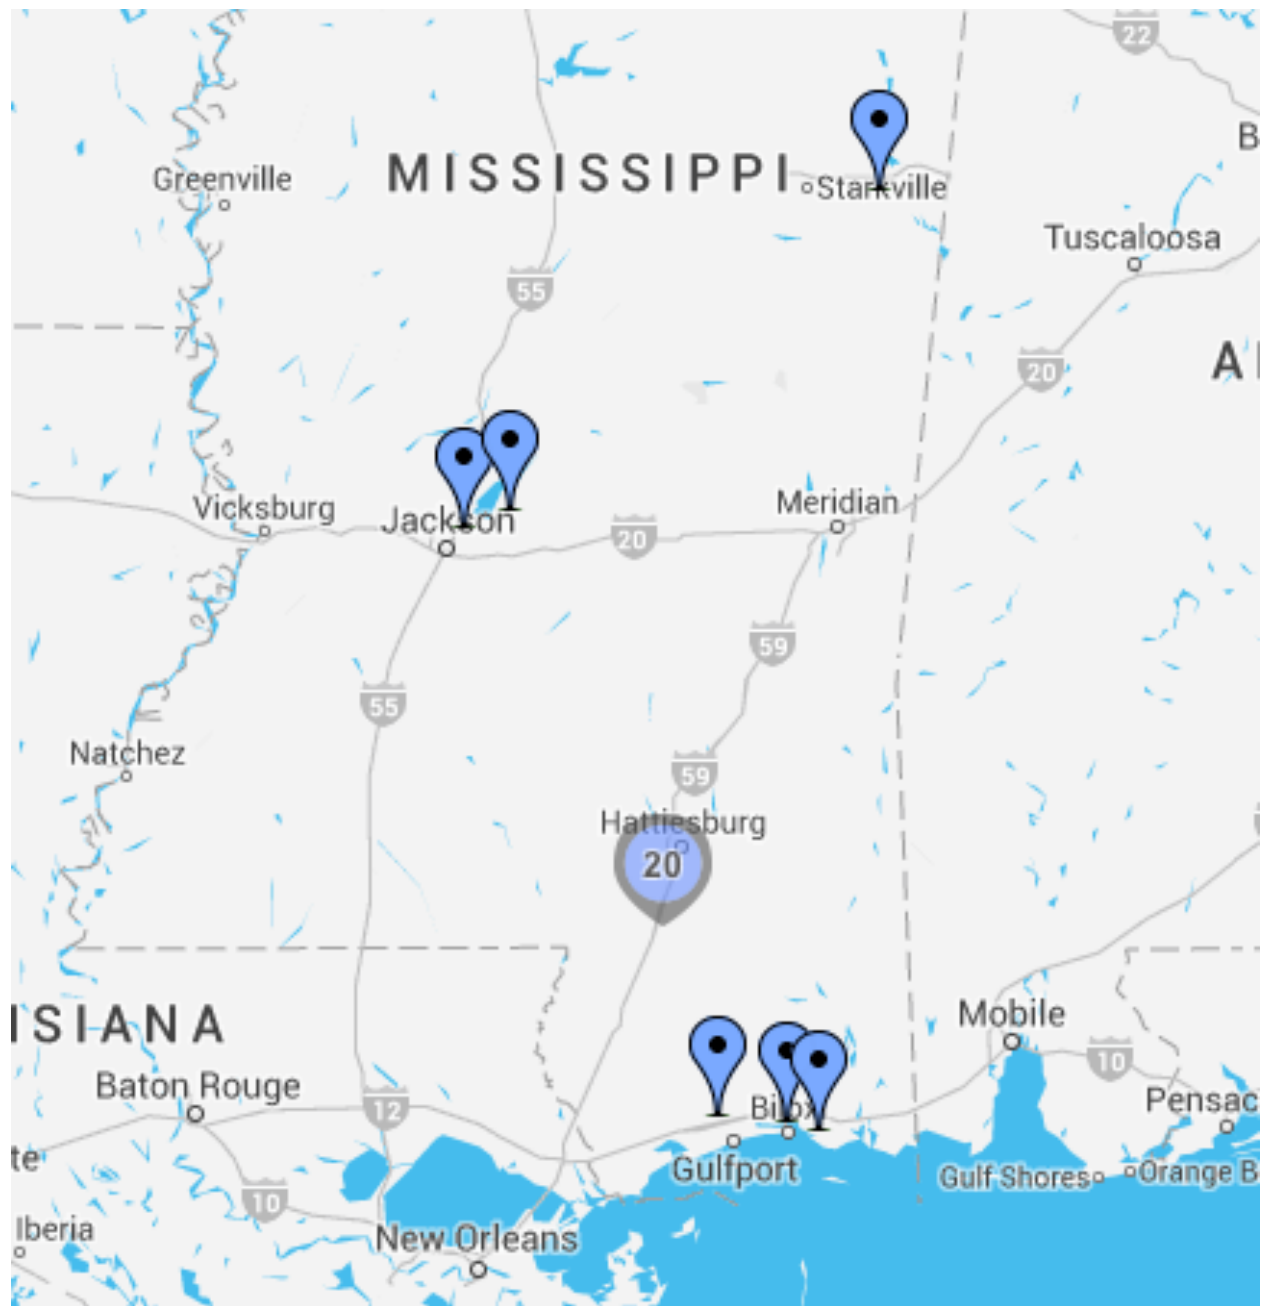 22
B
Greenville
MISSISSIPPI
Starkville
Tuscaloosa
55
20
A
Vicksburg
Jackson
Meridian
20
59
55
Natchez
59
Hattiesburg
20
ISIANA
Mobile
Baton Rouge
12
Biloxi
10
Pensac
te
Gulfport
Gulf Shores
Orange B
10
Iberia
New Orleans